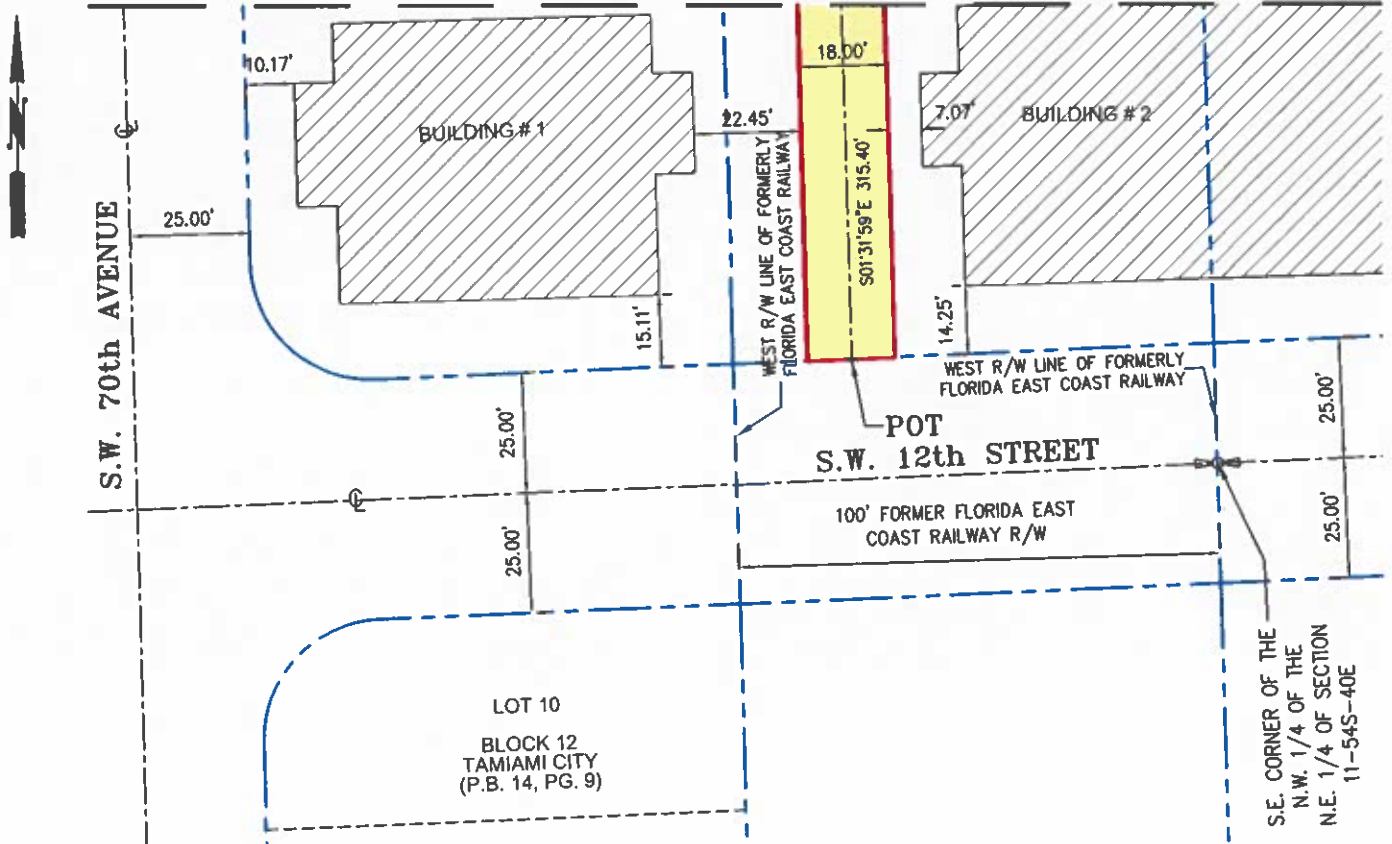 N
10.17'
18.00'
BUILDING # 1
22.45'
7.07'
BUILDING # 2
25.00'
S.W. 70th AVENUE
WEST R/W LINE OF FORMERLY
FLORIDA EAST COAST RAILWAY
S01°31'59"E 315.40'
15.11'
14.25'
WEST R/W LINE OF FORMERLY
FLORIDA EAST COAST RAILWAY
25.00'
25.00'
POT
S.W. 12th STREET
100' FORMER FLORIDA EAST
COAST RAILWAY R/W
25.00'
25.00'
LOT 10
BLOCK 12
TAMIAMI CITY
(P.B. 14, PG. 9)
S.E. CORNER OF THE
N.W. 1/4 OF THE
N.E. 1/4 OF SECTION
11-54S-40E